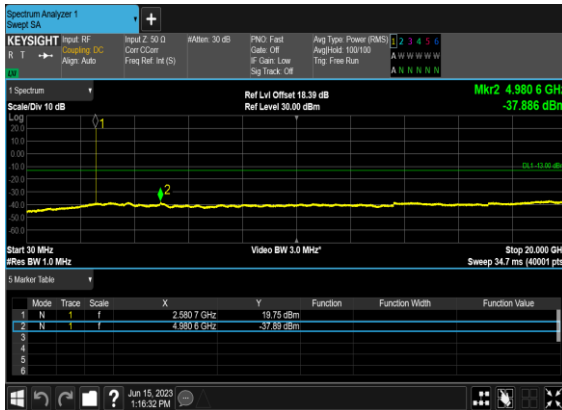 Spectrum Analyzer 1
Swept SA
KEYSIGHT
R T
LXI
Input: RF
Coupling: DC
Align: Auto
Input Z: 50 Ω
Corr CCorr
Freq Ref: Int (S)
#Atten: 30 dB
PNO: Fast
Gate: Off
IF Gain: Low
Sig Track: Off
Avg Type: Power (RMS)
Avg|Hold: 100/100
Trig: Free Run
1 2 3 4 5 6
A W W W W W
A N N N N N
1 Spectrum
Scale/Div 10 dB
Ref Lvl Offset 18.39 dB
Ref Level 30.00 dBm
Mkr2 4.980 6 GHz
-37.886 dBm
Log
20.0
10.0
0.00
-10.0
-20.0
-30.0
-40.0
-50.0
-60.0
1
2
DL1 -13.00 dBm
Start 30 MHz
#Res BW 1.0 MHz
Video BW 3.0 MHz*
Stop 20.000 GHz
Sweep 34.7 ms (40001 pts)
5 Marker Table
Mode Trace Scale X Y Function Function Width Function Value
1 N 1 f 2.580 7 GHz 19.75 dBm
2 N 1 f 4.980 6 GHz -37.89 dBm
3
4
5
6
?
Jun 15, 2023
1:16:32 PM